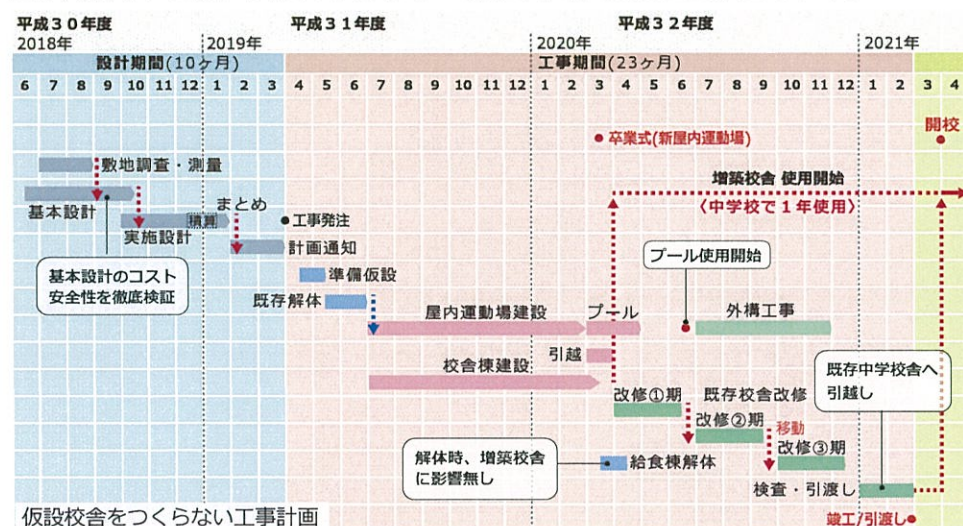 平成30年度
平成31年度
平成32年度
2018年
2019年
2020年
2021年
設計期間(10ヶ月)
工事期間(23ヶ月)
6 7 8 9 10 11 12 1 2 3 4 5 6 7 8 9 10 11 12 1 2 3 4 5 6 7 8 9 10 11 12 1 2 3 4
卒業式(新屋内運動場)
開校
敷地調査・測量
増築校舎 使用開始
基本設計
まとめ
〈中学校で1年使用〉
実施設計
積算
工事発注
計画通知
プール使用開始
基本設計のコスト
安全性を徹底検証
準備仮設
既存解体
屋内運動場建設
プール
外構工事
引越
校舎棟建設
既存中学校舎へ
引越し
改修①期
既存校舎改修
改修②期
移動
解体時、増築校舎
に影響無し
給食棟解体
改修③期
検査・引渡し
仮設校舎をつくらない工事計画
竣工/引渡し